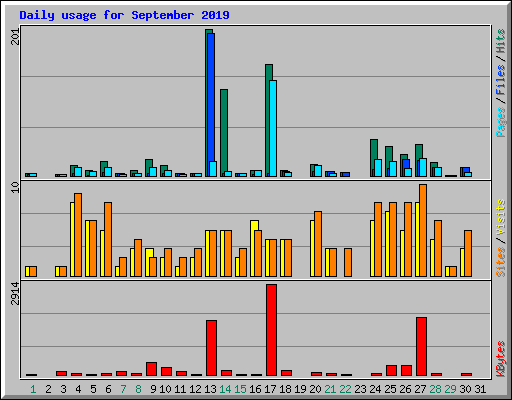 Daily usage for September 2019
201
10
2914
Pages / Files / Hits
Sites / Visits
KBytes
1 2 3 4 5 6 7 8 9 10 11 12 13 14 15 16 17 18 19 20 21 22 23 24 25 26 27 28 29 30 31